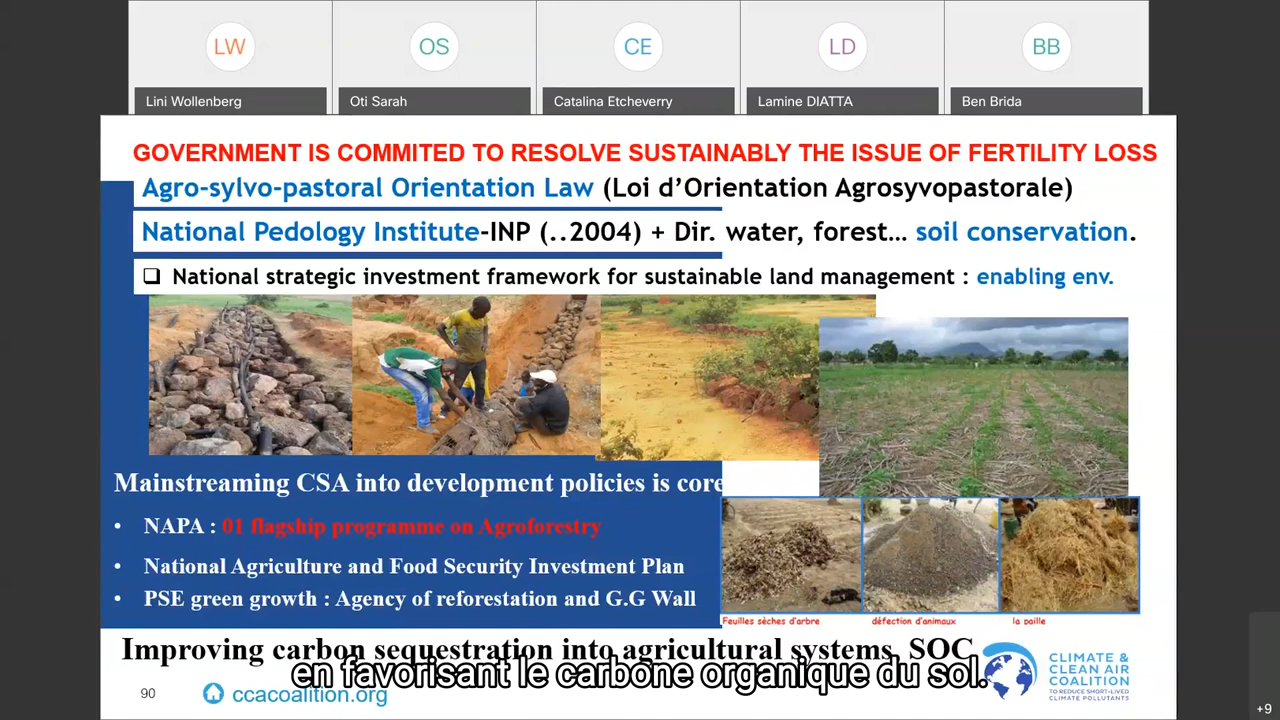 LW
OS
CE
LD
BB
Lini Wollenberg
Oti Sarah
Catalina Etcheverry
Lamine DIATTA
Ben Brida
GOVERNMENT IS COMMITED TO RESOLVE SUSTAINABLY THE ISSUE OF FERTILITY LOSS
Agro-sylvo-pastoral Orientation Law (Loi d’Orientation Agrosyvopastorale)
National Pedology Institute-INP (..2004) + Dir. water, forest… soil conservation.
❑ National strategic investment framework for sustainable land management : enabling env.
Mainstreaming CSA into development policies is core
• NAPA : 01 flagship programme on Agroforestry
• National Agriculture and Food Security Investment Plan
• PSE green growth : Agency of reforestation and G.G Wall
Feuilles sèches d'arbre
défection d'animaux
la paille
Improving carbon sequestration into agricultural systems, SOC
en favorisant le carbone organique du sol.
90
ccacoalition.org
CLIMATE &
CLEAN AIR
COALITION
TO REDUCE SHORT-LIVED
CLIMATE POLLUTANTS
+9